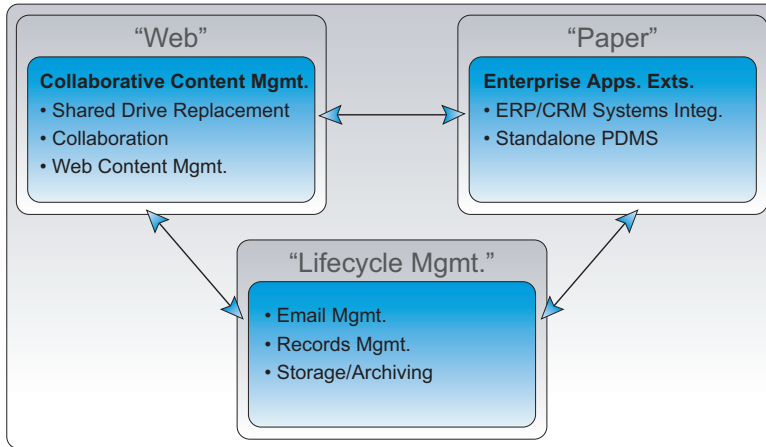 “Web”
Collaborative Content Mgmt.
• Shared Drive Replacement
• Collaboration
• Web Content Mgmt.
“Paper”
Enterprise Apps. Exts.
• ERP/CRM Systems Integ.
• Standalone PDMS
“Lifecycle Mgmt.”
• Email Mgmt.
• Records Mgmt.
• Storage/Archiving